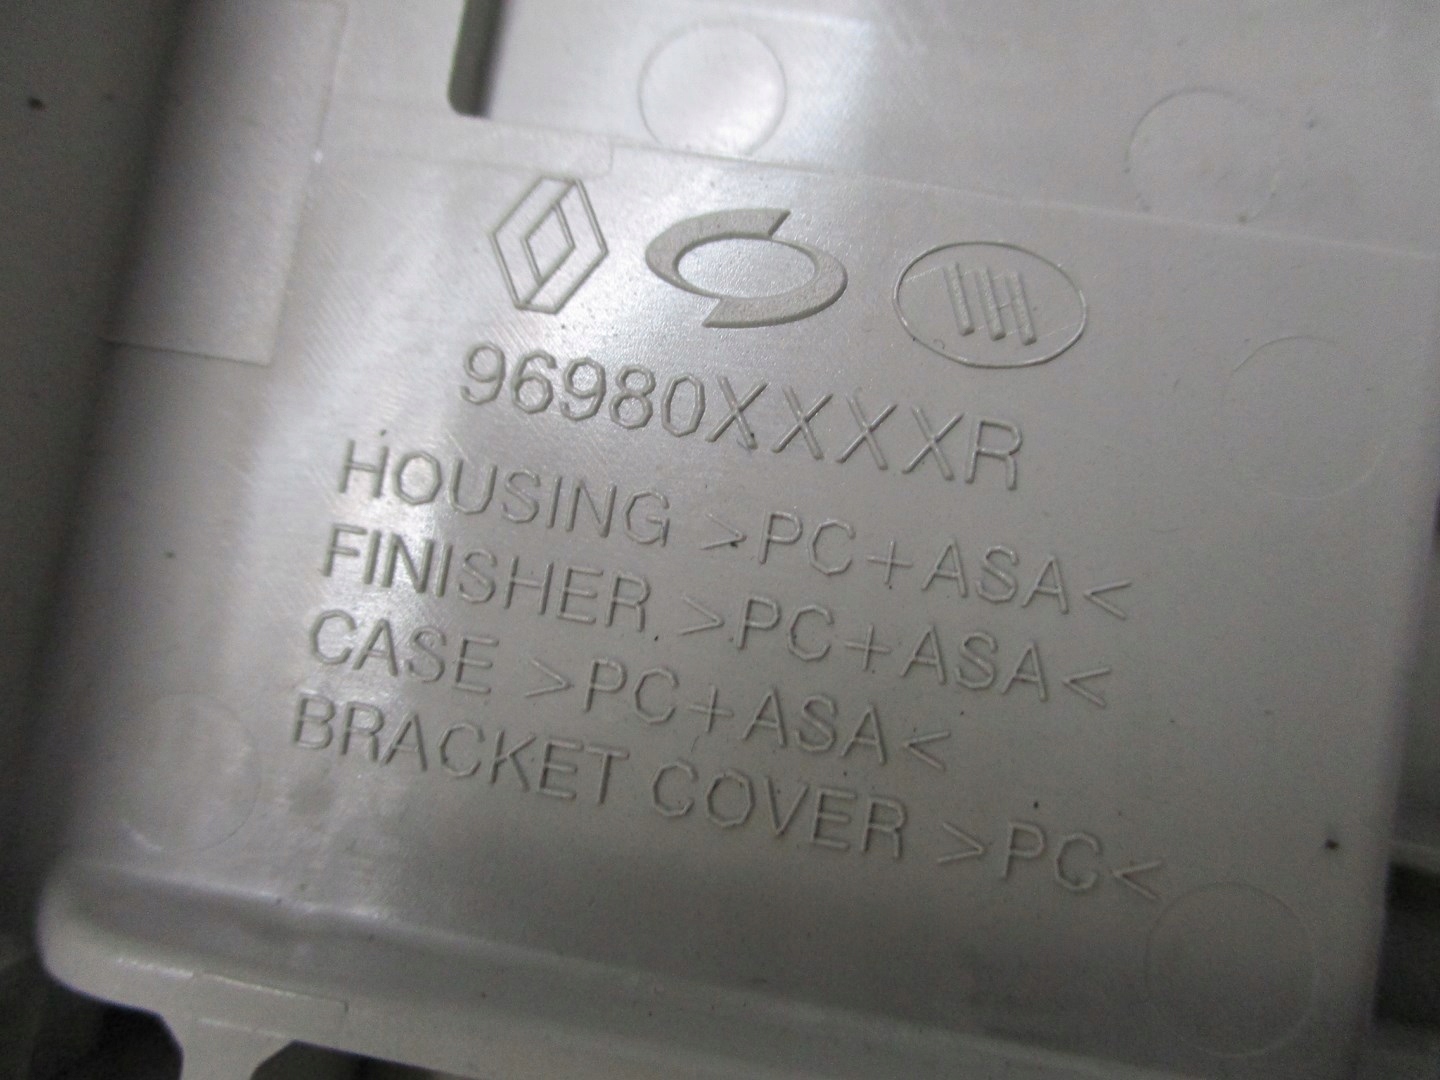 96980XXXXR
HOUSING >PC+ASA<
FINISHER >PC+ASA<
CASE >PC+ASA<
BRACKET COVER >PC<